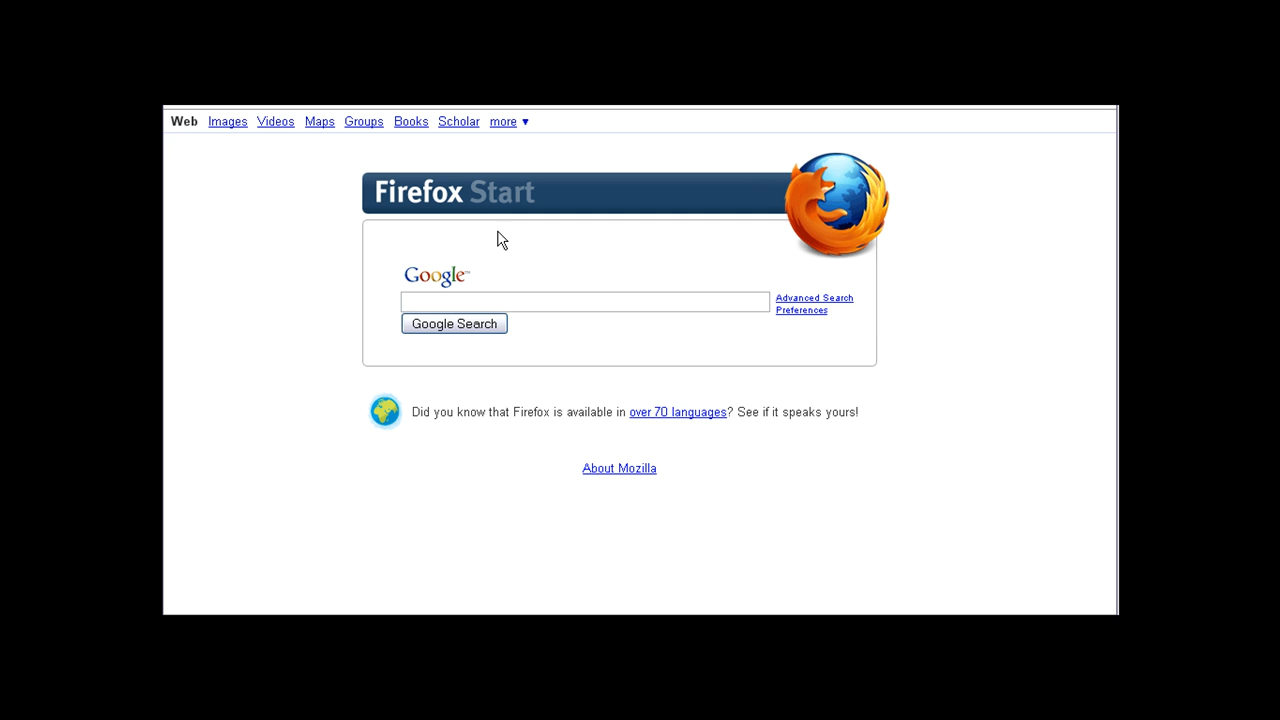 Web Images Videos Maps Groups Books Scholar more ▼
Firefox Start
Google™
Advanced Search
Preferences
Google Search
Did you know that Firefox is available in over 70 languages? See if it speaks yours!
About Mozilla